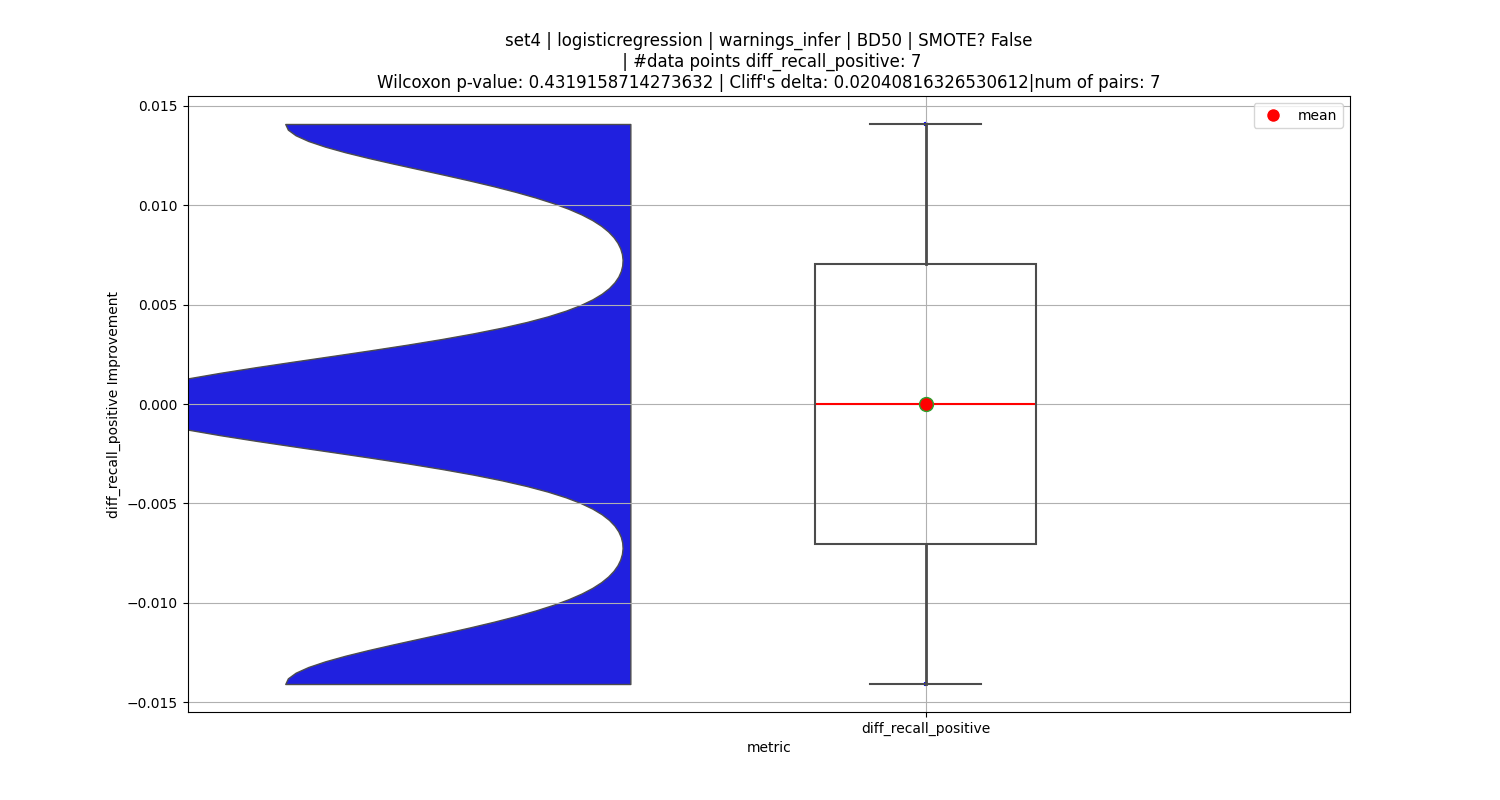 set4 | logisticregression | warnings_infer | BD50 | SMOTE? False
| #data points diff_recall_positive: 7
Wilcoxon p-value: 0.4319158714273632 | Cliff's delta: 0.02040816326530612|num of pairs: 7
mean
0.015
0.010
0.005
0.000
−0.005
−0.010
−0.015
diff_recall_positive Improvement
diff_recall_positive
metric